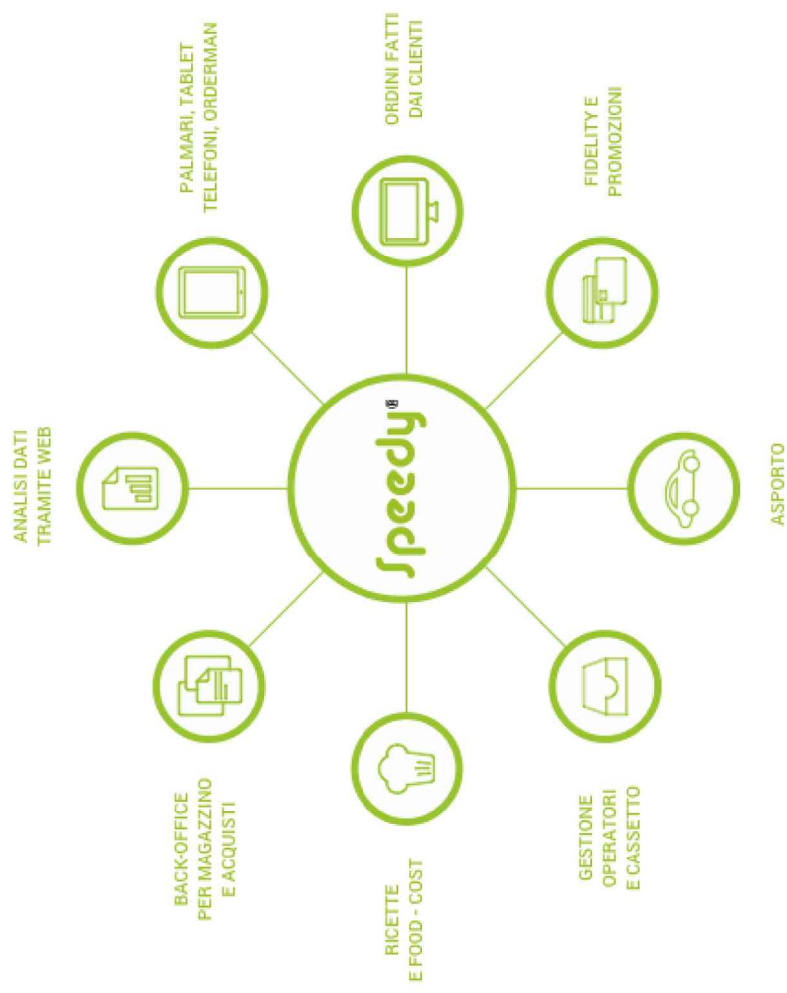 ANALISI DATI
TRAMITE WEB
PALMARI, TABLET
TELEFONI, ORDERMAN
ORDINI FATTI
DAI CLIENTI
FIDELITY E
PROMOZIONI
ASPORTO
GESTIONE
OPERATORI
E CASSETTO
RICETTE
E FOOD - COST
BACK-OFFICE
PER MAGAZZINO
E ACQUISTI
Speedy®